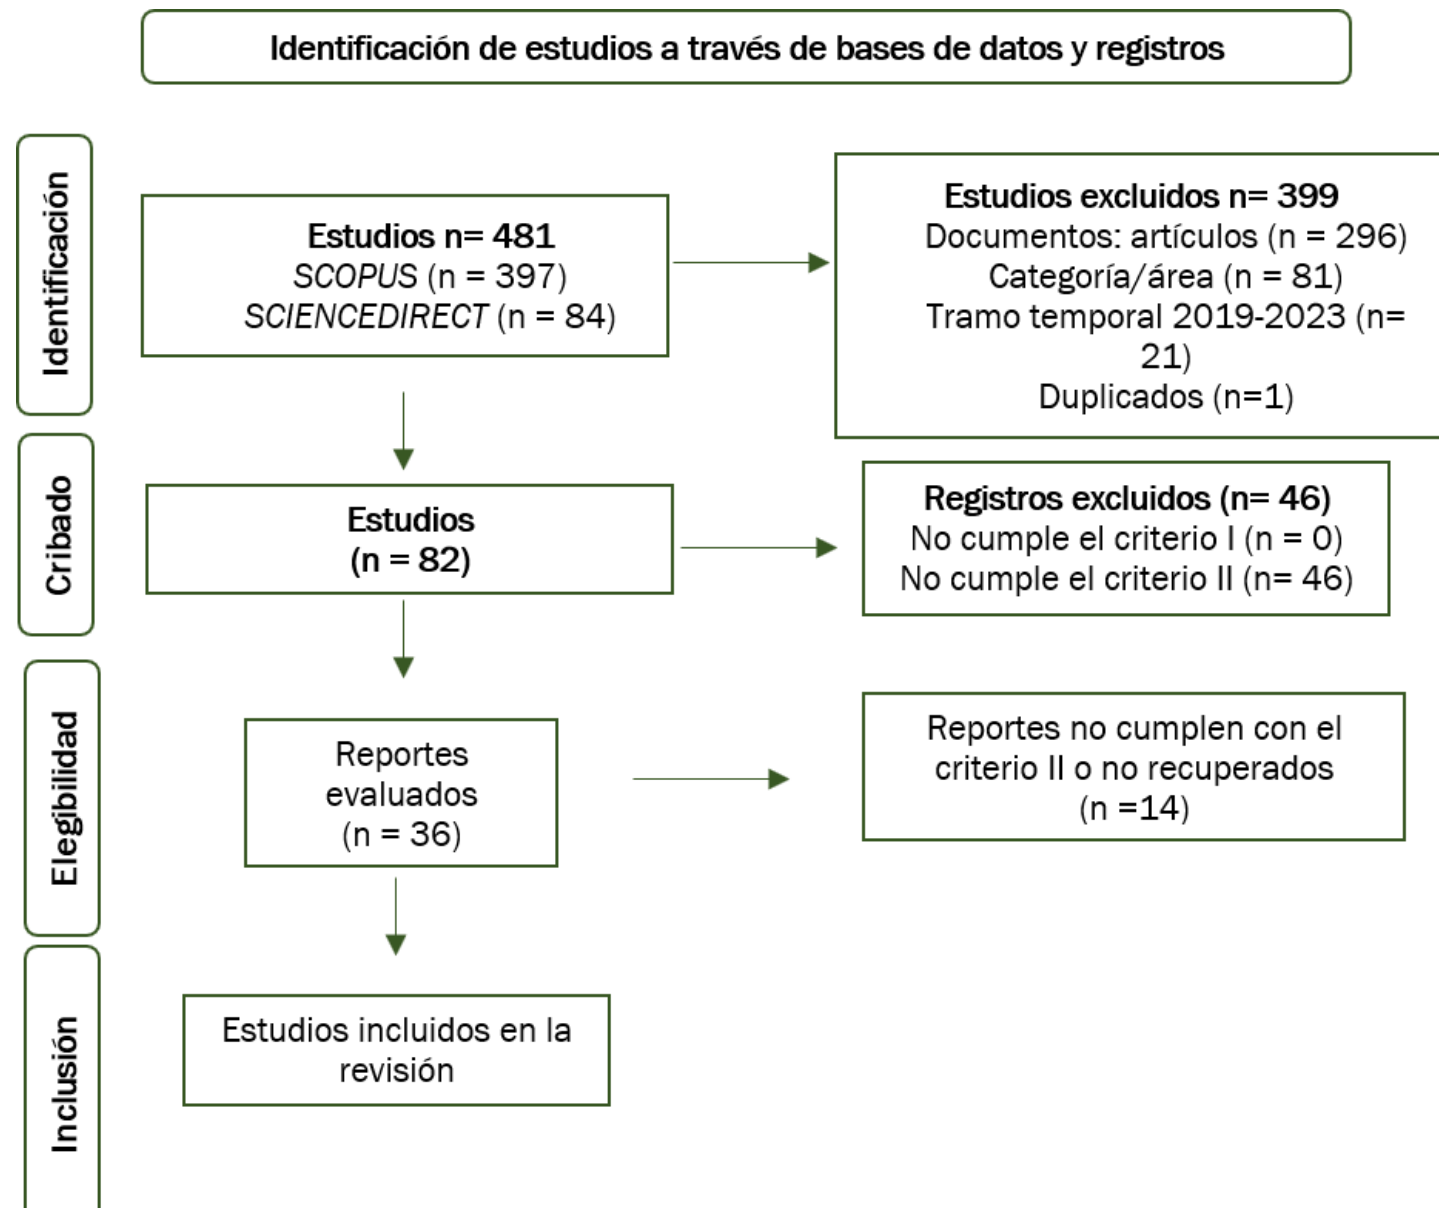 Identificación de estudios a través de bases de datos y registros
Identificación
Estudios n= 481
SCOPUS (n = 397)
SCIENCEDIRECT (n = 84)
Estudios excluidos n= 399
Documentos: artículos (n = 296)
Categoría/área (n = 81)
Tramo temporal 2019-2023 (n=
21)
Duplicados (n=1)
Cribado
Estudios
(n = 82)
Registros excluidos (n= 46)
No cumple el criterio I (n = 0)
No cumple el criterio II (n= 46)
Elegibilidad
Reportes
evaluados
(n = 36)
Reportes no cumplen con el
criterio II o no recuperados
(n =14)
Inclusión
Estudios incluidos en la
revisión